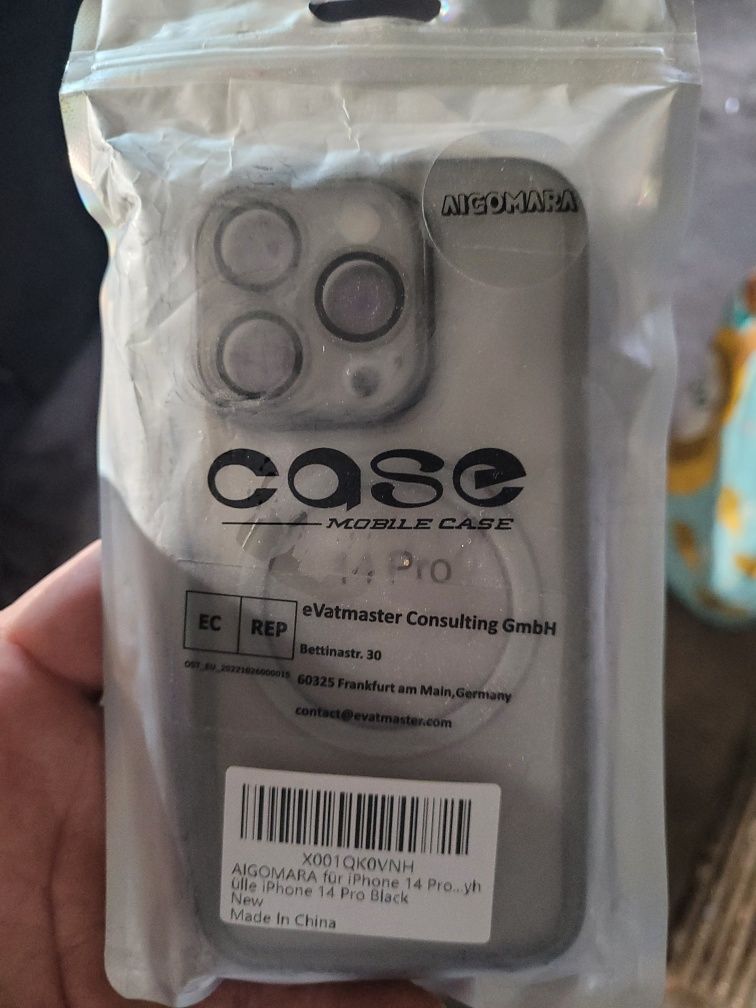 AIGOMARA
case
MOBILE CASE
14 Pro
EC REP
eVatmaster Consulting GmbH
Bettinastr. 30
OST_EU_20221026000015
60325 Frankfurt am Main,Germany
contact@evatmaster.com
X001QK0VNH
AIGOMARA für iPhone 14 Pro...yh
ülle iPhone 14 Pro Black
New
Made In China